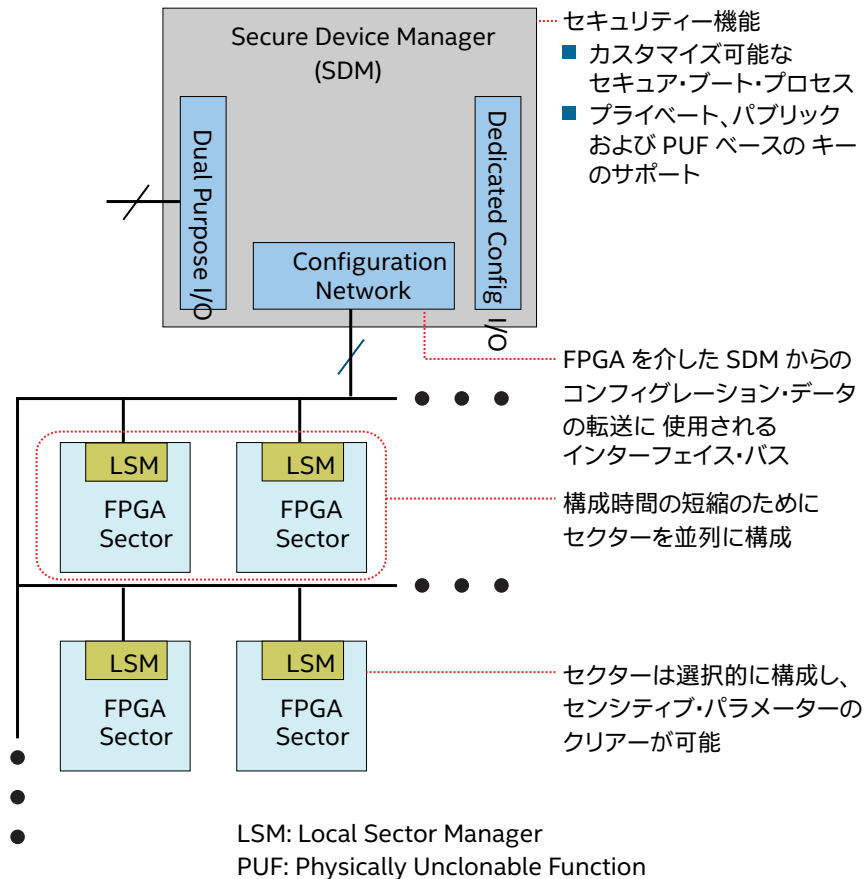 Secure Device Manager
(SDM)
Dual Purpose I/O
Configuration
Network
Dedicated Config I/O
セキュリティー機能
■ カスタマイズ可能な
セキュア・ブート・プロセス
■ プライベート、パブリック
および PUF ベースの キー
のサポート
FPGA を介した SDM からの
コンフィグレーション・データ
の転送に 使用される
インターフェイス・バス
LSM
FPGA
Sector
LSM
FPGA
Sector
構成時間の短縮のために
セクターを並列に構成
LSM
FPGA
Sector
LSM
FPGA
Sector
セクターは選択的に構成し、
センシティブ・パラメーターの
クリアーが可能
LSM: Local Sector Manager
PUF: Physically Unclonable Function